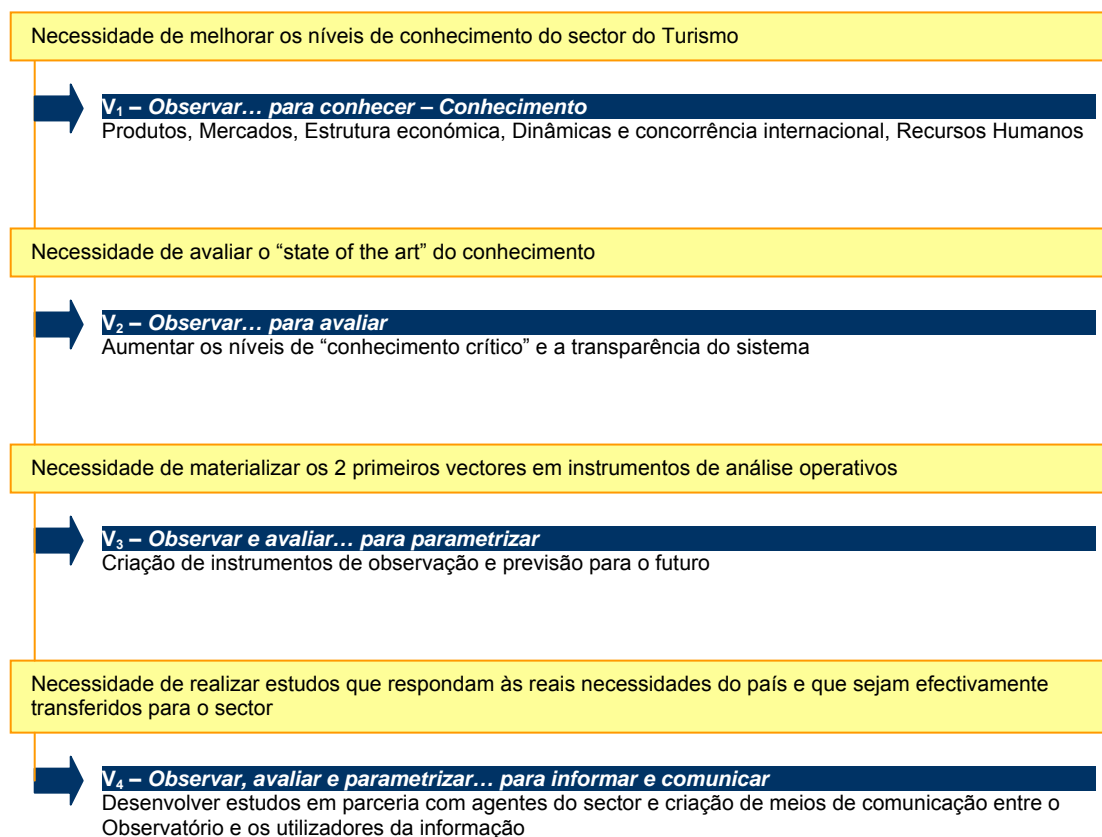 Necessidade de melhorar os níveis de conhecimento do sector do Turismo
V₁ – Observar… para conhecer – Conhecimento
Produtos, Mercados, Estrutura económica, Dinâmicas e concorrência internacional, Recursos Humanos
Necessidade de avaliar o “state of the art” do conhecimento
V₂ – Observar… para avaliar
Aumentar os níveis de “conhecimento crítico” e a transparência do sistema
Necessidade de materializar os 2 primeiros vectores em instrumentos de análise operativos
V₃ – Observar e avaliar… para parametrizar
Criação de instrumentos de observação e previsão para o futuro
Necessidade de realizar estudos que respondam às reais necessidades do país e que sejam efectivamente
transferidos para o sector
V₄ – Observar, avaliar e parametrizar… para informar e comunicar
Desenvolver estudos em parceria com agentes do sector e criação de meios de comunicação entre o
Observatório e os utilizadores da informação